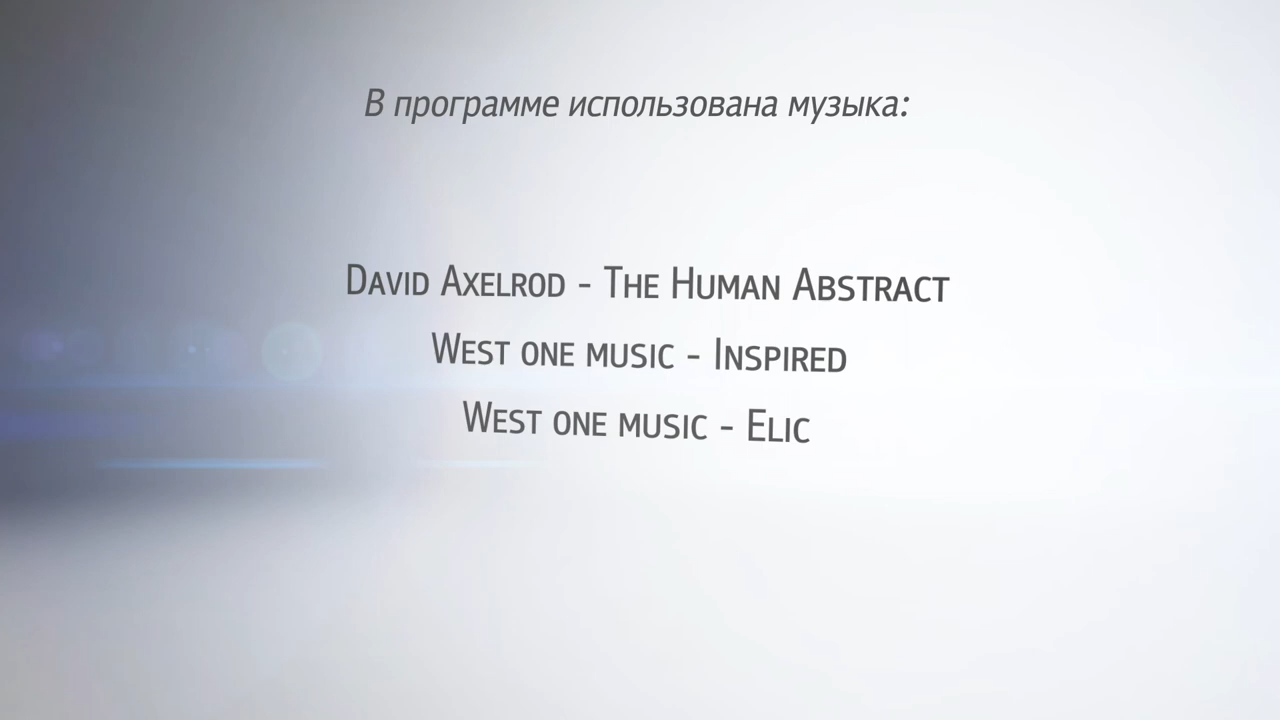 В программе использована музыка:
David Axelrod - The Human Abstract
West one music - Inspired
West one music - Elic